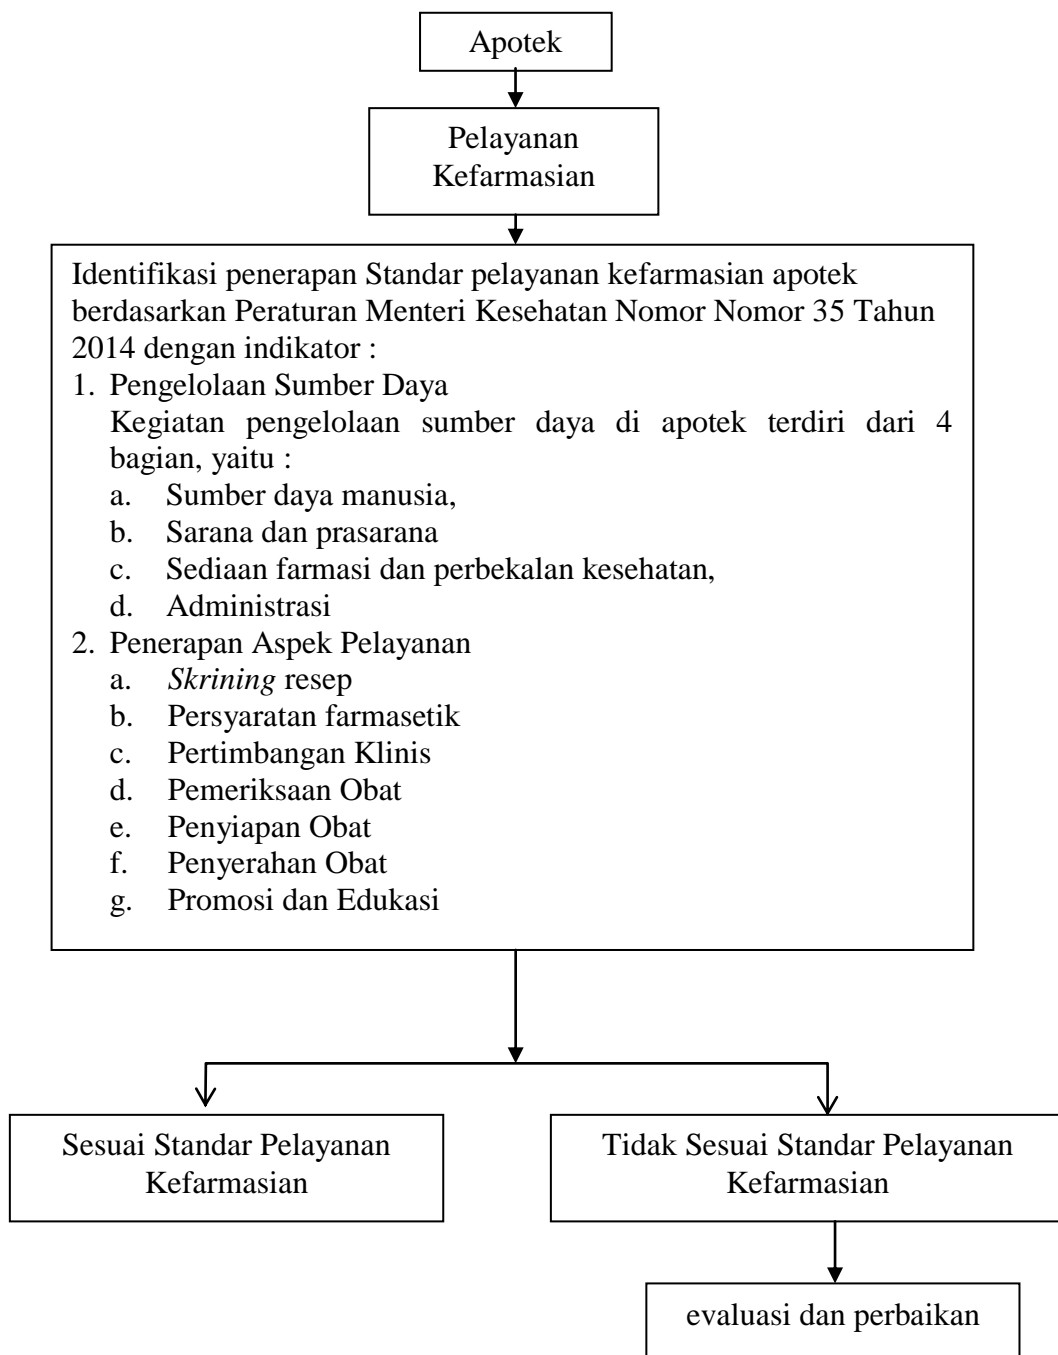 Apotek
Pelayanan
Kefarmasian
Identifikasi penerapan Standar pelayanan kefarmasian apotek
berdasarkan Peraturan Menteri Kesehatan Nomor Nomor 35 Tahun
2014 dengan indikator :
1. Pengelolaan Sumber Daya
Kegiatan pengelolaan sumber daya di apotek terdiri dari 4
bagian, yaitu :
a. Sumber daya manusia,
b. Sarana dan prasarana
c. Sediaan farmasi dan perbekalan kesehatan,
d. Administrasi
2. Penerapan Aspek Pelayanan
a. Skrining resep
b. Persyaratan farmasetik
c. Pertimbangan Klinis
d. Pemeriksaan Obat
e. Penyiapan Obat
f. Penyerahan Obat
g. Promosi dan Edukasi
Sesuai Standar Pelayanan
Kefarmasian
Tidak Sesuai Standar Pelayanan
Kefarmasian
evaluasi dan perbaikan